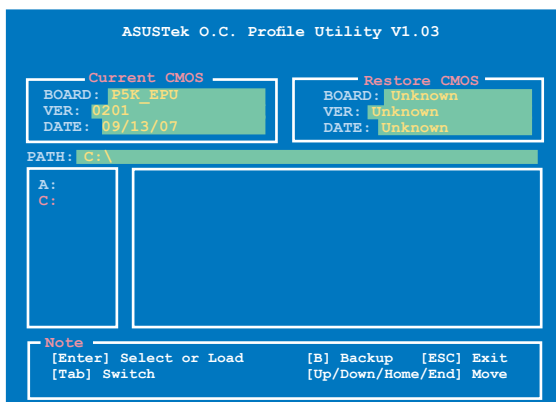 ASUSTek O.C. Profile Utility V1.03
Current CMOS
BOARD: P5K_EPU
VER: 0201
DATE: 09/13/07
Restore CMOS
BOARD: Unknown
VER: Unknown
DATE: Unknown
PATH: C:\
A:
C:
Note
[Enter] Select or Load [B] Backup [ESC] Exit
[Tab] Switch [Up/Down/Home/End] Move